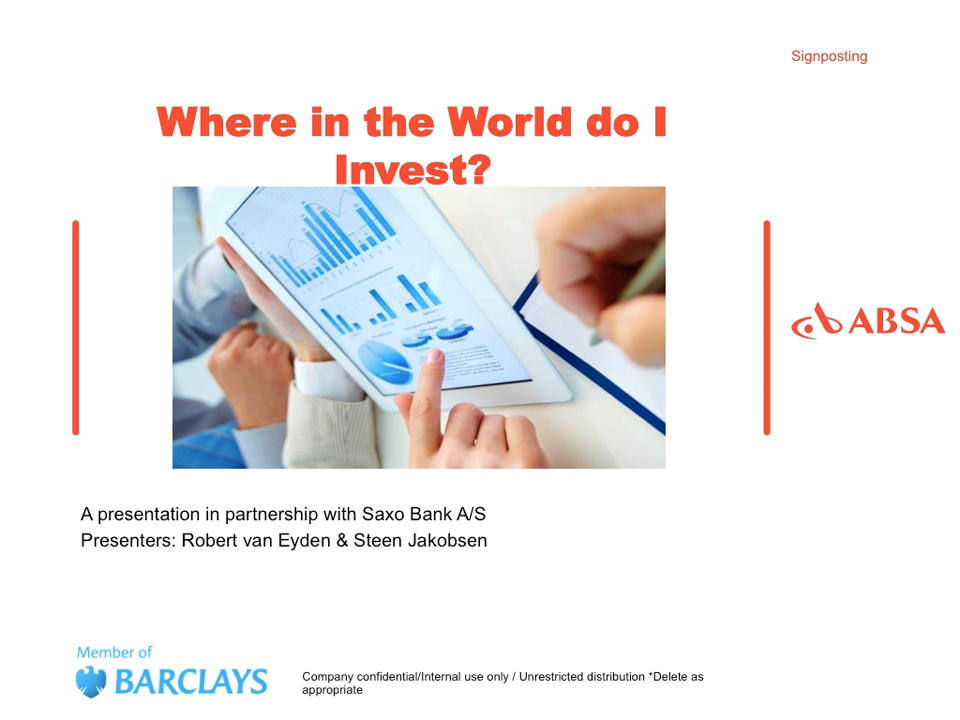 Signposting
Where in the World do I
Invest?
ABSA
A presentation in partnership with Saxo Bank A/S
Presenters: Robert van Eyden & Steen Jakobsen
Member of
BARCLAYS
Company confidential/Internal use only / Unrestricted distribution *Delete as
appropriate